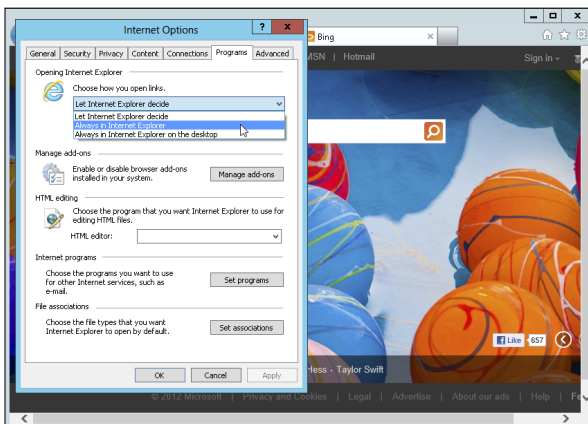 Internet Options
?
x
General
Security
Privacy
Content
Connections
Programs
Advanced
Opening Internet Explorer
Choose how you open links.
Let Internet Explorer decide
Let Internet Explorer decide
Always in Internet Explorer
Always in Internet Explorer on the desktop
Manage add-ons
Enable or disable browser add-ons
installed in your system.
Manage add-ons
HTML editing
Choose the program that you want Internet Explorer to use for
editing HTML files.
HTML editor:
Internet programs
Choose the programs you want to use
for other Internet services, such as
e-mail.
Set programs
File associations
Choose the file types that you want
Internet Explorer to open by default.
Set associations
OK
Cancel
Apply
Bing
x
MSN | Hotmail
Sign in
Like 657
Hess · Taylor Swift
© 2012 Microsoft | Privacy and Cookies | Legal | Advertise | About our ads | Help | Fe